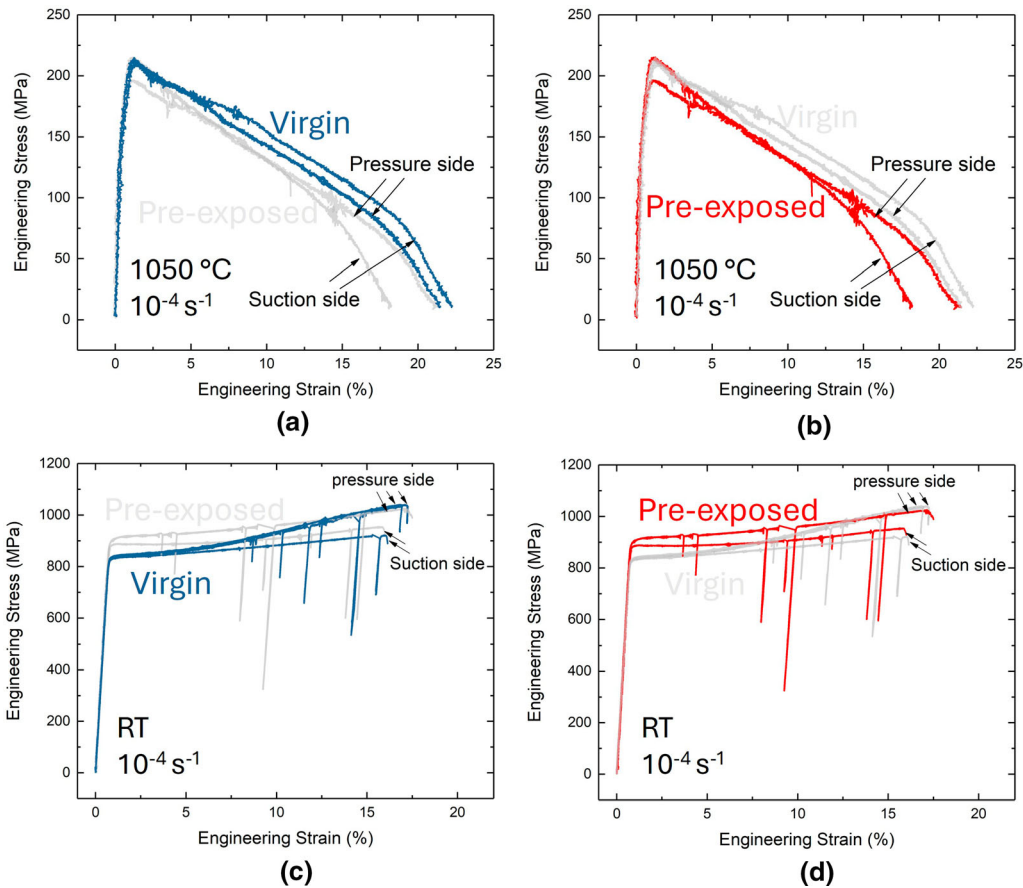 250
200
150
100
50
0
Engineering Stress (MPa)
Virgin
Pressure side
Pre-exposed
1050 ºC
10-4 s-1
Suction side
0 5 10 15 20 25
Engineering Strain (%)
(a)
250
200
150
100
50
0
Engineering Stress (MPa)
Virgin
Pressure side
Pre-exposed
1050 ºC
10-4 s-1
Suction side
0 5 10 15 20 25
Engineering Strain (%)
(b)
1200
1000
800
600
400
200
0
Engineering Stress (MPa)
pressure side
Pre-exposed
Virgin
Suction side
RT
10-4 s-1
0 5 10 15 20
Engineering Strain (%)
(c)
1200
1000
800
600
400
200
0
Engineering Stress (MPa)
pressure side
Pre-exposed
Virgin
Suction side
RT
10-4 s-1
0 5 10 15 20
Engineering Strain (%)
(d)